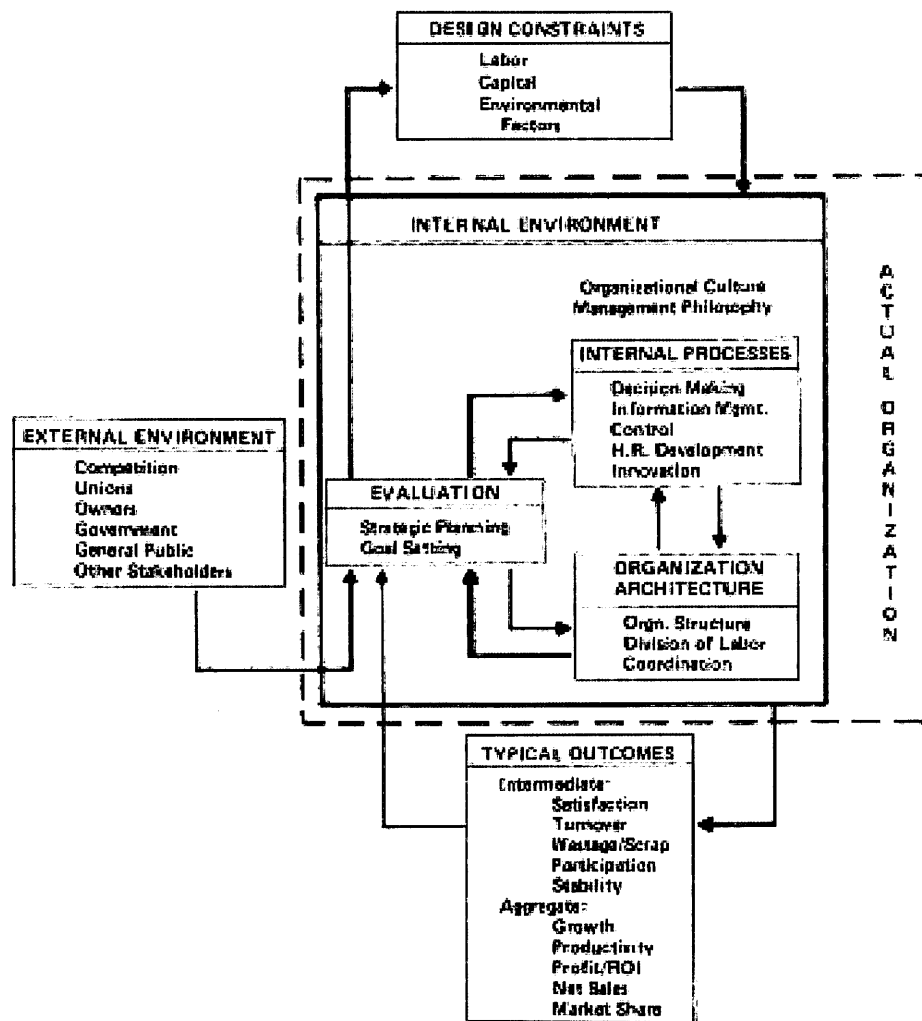 DESIGN CONSTRAINTS
Labor
Capital
Environmental
Factors
INTERNAL ENVIRONMENT
Organizational Culture
Management Philosophy
INTERNAL PROCESSES
Decision Making
Information Mgmt.
Control
H.R. Development
Innovation
EXTERNAL ENVIRONMENT
Competition
Unions
Owners
Government
General Public
Other Stakeholders
EVALUATION
Strategic Planning
Goal Setting
ORGANIZATION
ARCHITECTURE
Orgn. Structure
Division of Labor
Coordination
ACTUAL ORGANIZATION
TYPICAL OUTCOMES
Intermediate:
Satisfaction
Turnover
Wastage/Scrap
Participation
Stability
Aggregate:
Growth
Productivity
Profit/ROI
Net Sales
Market Share